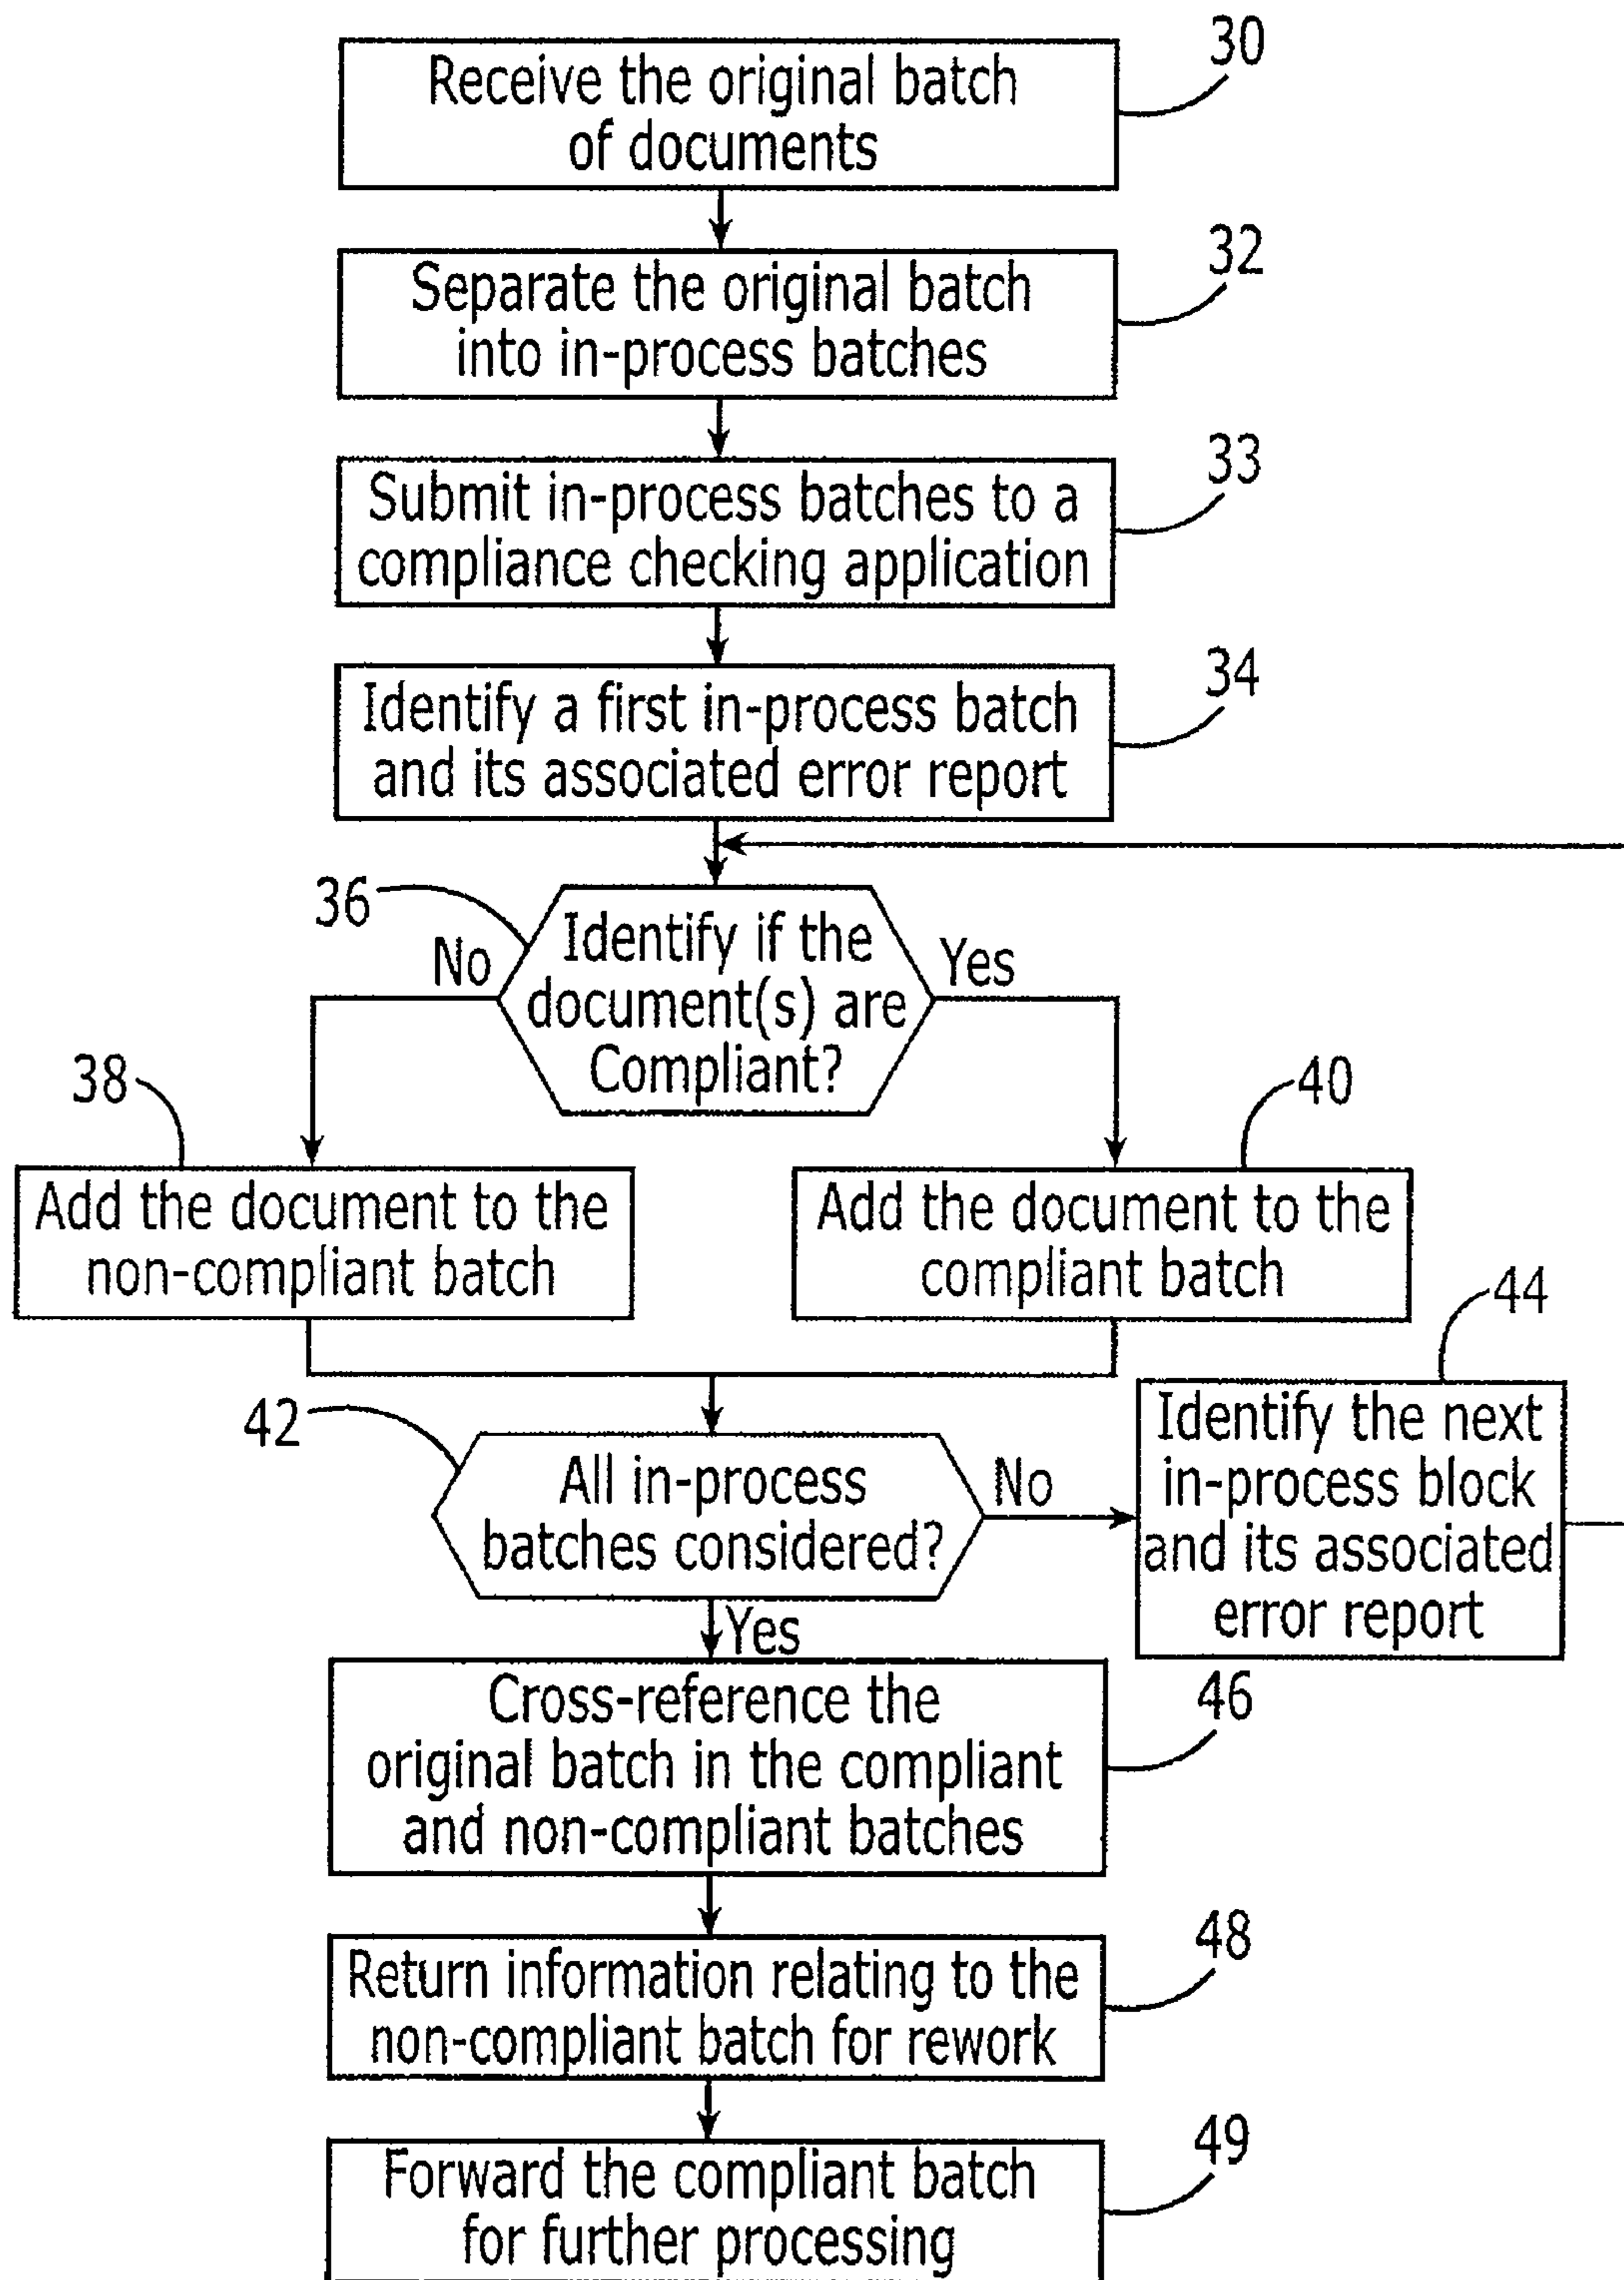 30
Receive the original batch
of documents
32
Separate the original batch
into in-process batches
33
Submit in-process batches to a
compliance checking application
34
Identify a first in-process batch
and its associated error report
36
No
Identify if the
document(s) are
Compliant?
Yes
38
40
Add the document to the
non-compliant batch
Add the document to the
compliant batch
44
42
All in-process
batches considered?
No
Identify the next
in-process block
and its associated
error report
Yes
46
Cross-reference the
original batch in the compliant
and non-compliant batches
48
Return information relating to the
non-compliant batch for rework
49
Forward the compliant batch
for further processing